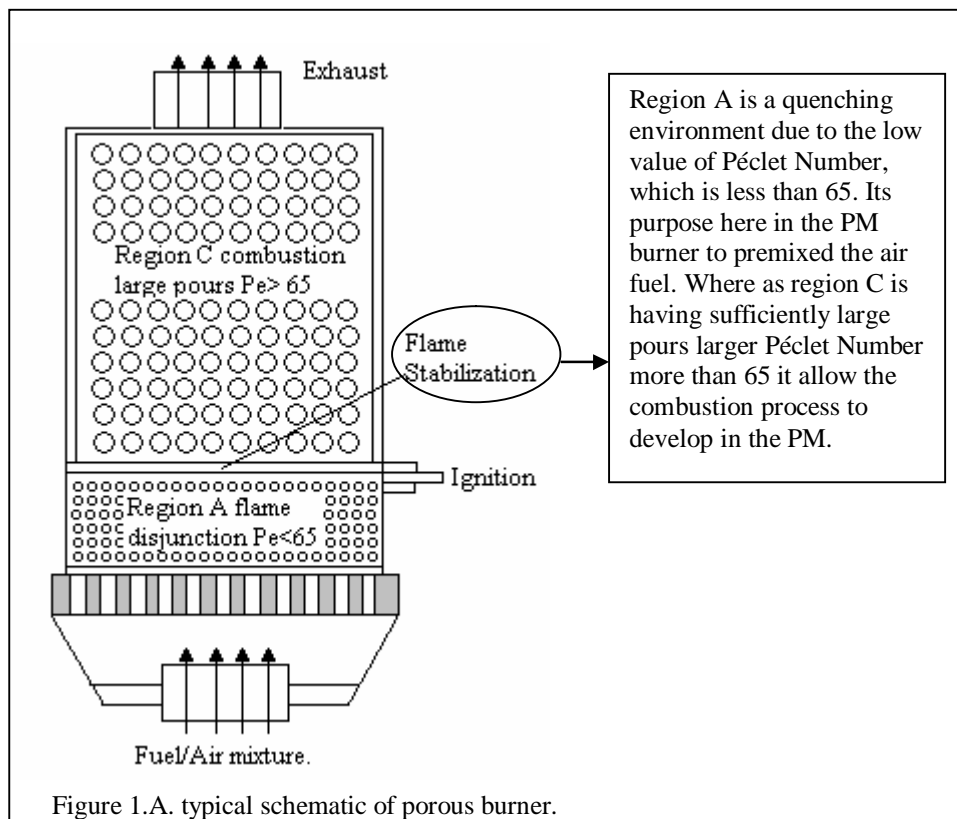 Exhaust
Region A is a quenching
environment due to the low
value of Péclet Number,
which is less than 65. Its
purpose here in the PM
burner to premixed the air
fuel. Where as region C is
having sufficiently large
pours larger Péclet Number
more than 65 it allow the
combustion process to
develop in the PM.
Region C combustion
large pours Pe> 65
Flame
Stabilization
Ignition
Region A flame
disjunction Pe<65
Fuel/Air mixture.
Figure 1.A. typical schematic of porous burner.